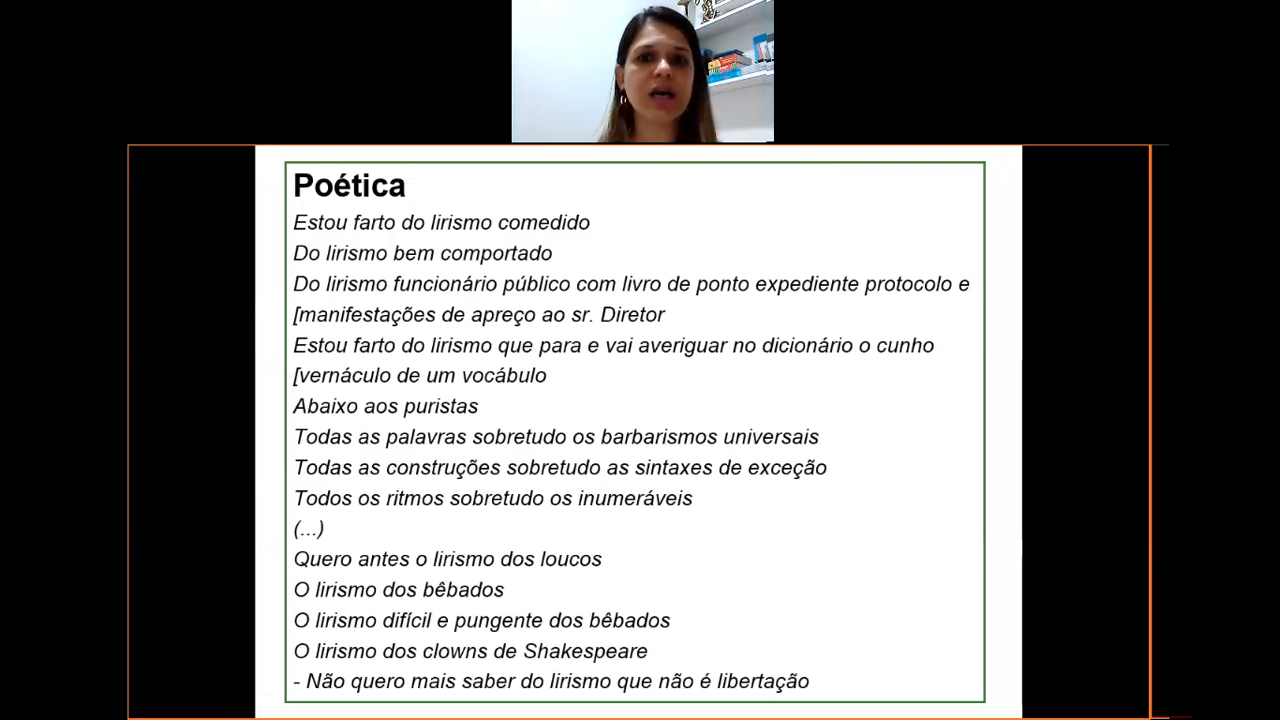 Poética
Estou farto do lirismo comedido
Do lirismo bem comportado
Do lirismo funcionário público com livro de ponto expediente protocolo e
[manifestações de apreço ao sr. Diretor
Estou farto do lirismo que para e vai averiguar no dicionário o cunho
[vernáculo de um vocábulo
Abaixo aos puristas
Todas as palavras sobretudo os barbarismos universais
Todas as construções sobretudo as sintaxes de exceção
Todos os ritmos sobretudo os inumeráveis
(...)
Quero antes o lirismo dos loucos
O lirismo dos bêbados
O lirismo difícil e pungente dos bêbados
O lirismo dos clowns de Shakespeare
- Não quero mais saber do lirismo que não é libertação